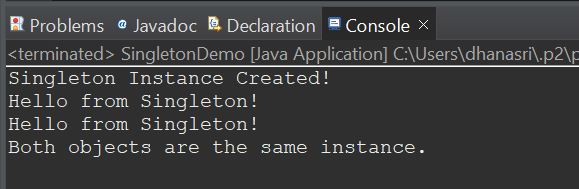 Problems @ Javadoc Declaration Console ×
<terminated> SingletonDemo [Java Application] C:\Users\dhanasri\.p2\p
Singleton Instance Created!
Hello from Singleton!
Hello from Singleton!
Both objects are the same instance.